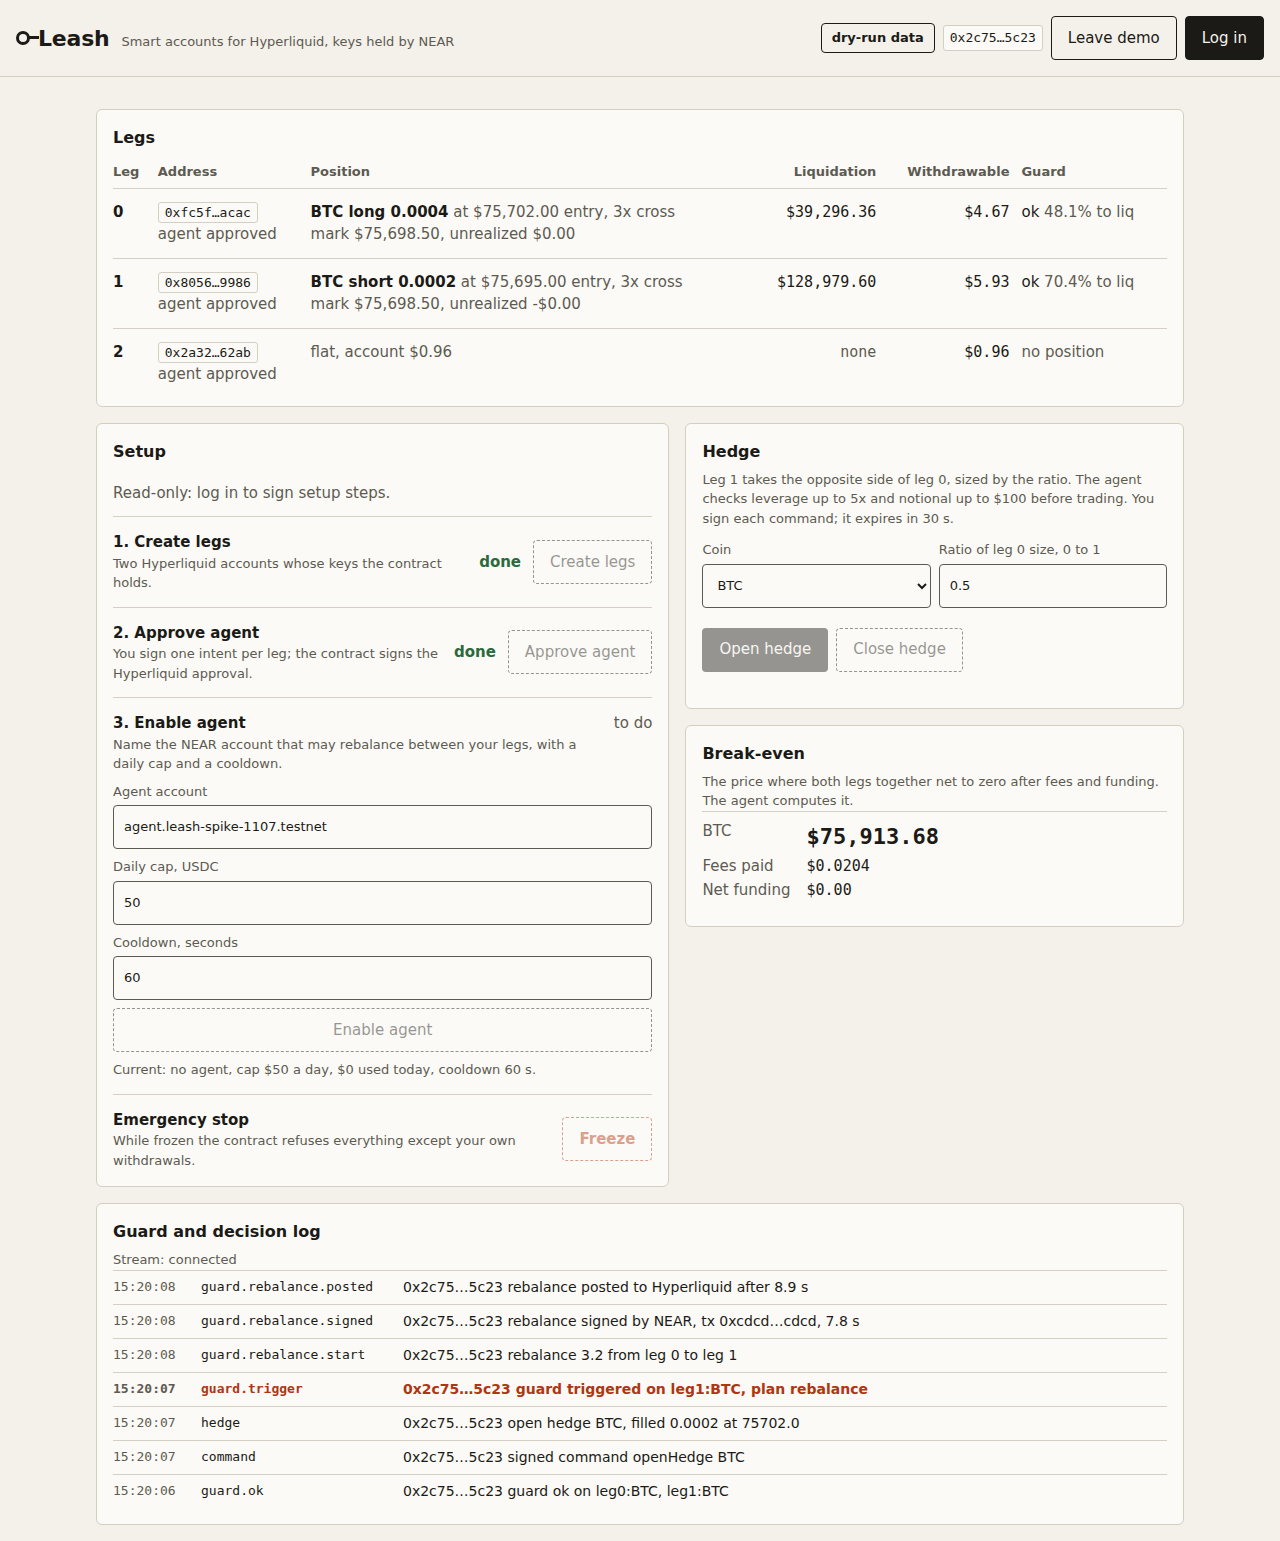 Leash Smart accounts for Hyperliquid, keys held by NEAR dry-run data 0x2c75…5c23 Leave demo Log in
Legs
Leg Address Position Liquidation Withdrawable Guard
0 0xfc5f…acac BTC long 0.0004 at $75,702.00 entry, 3x cross $39,296.36 $4.67 ok 48.1% to liq
agent approved mark $75,698.50, unrealized $0.00
1 0x8056…9986 BTC short 0.0002 at $75,695.00 entry, 3x cross $128,979.60 $5.93 ok 70.4% to liq
agent approved mark $75,698.50, unrealized -$0.00
2 0x2a32…62ab flat, account $0.96 none $0.96 no position
agent approved
Setup
Read-only: log in to sign setup steps.
1. Create legs
Two Hyperliquid accounts whose keys the contract
holds.
done Create legs
2. Approve agent
You sign one intent per leg; the contract signs the
Hyperliquid approval.
done Approve agent
3. Enable agent to do
Name the NEAR account that may rebalance between your legs, with a
daily cap and a cooldown.
Agent account
agent.leash-spike-1107.testnet
Daily cap, USDC
50
Cooldown, seconds
60
Enable agent
Current: no agent, cap $50 a day, $0 used today, cooldown 60 s.
Emergency stop
While frozen the contract refuses everything except your own
withdrawals.
Freeze
Hedge
Leg 1 takes the opposite side of leg 0, sized by the ratio. The agent
checks leverage up to 5x and notional up to $100 before trading. You
sign each command; it expires in 30 s.
Coin Ratio of leg 0 size, 0 to 1
BTC 0.5
Open hedge Close hedge
Break-even
The price where both legs together net to zero after fees and funding.
The agent computes it.
BTC $75,913.68
Fees paid $0.0204
Net funding $0.00
Guard and decision log
Stream: connected
15:20:08 guard.rebalance.posted 0x2c75…5c23 rebalance posted to Hyperliquid after 8.9 s
15:20:08 guard.rebalance.signed 0x2c75…5c23 rebalance signed by NEAR, tx 0xcdcd…cdcd, 7.8 s
15:20:08 guard.rebalance.start 0x2c75…5c23 rebalance 3.2 from leg 0 to leg 1
15:20:07 guard.trigger 0x2c75…5c23 guard triggered on leg1:BTC, plan rebalance
15:20:07 hedge 0x2c75…5c23 open hedge BTC, filled 0.0002 at 75702.0
15:20:07 command 0x2c75…5c23 signed command openHedge BTC
15:20:06 guard.ok 0x2c75…5c23 guard ok on leg0:BTC, leg1:BTC